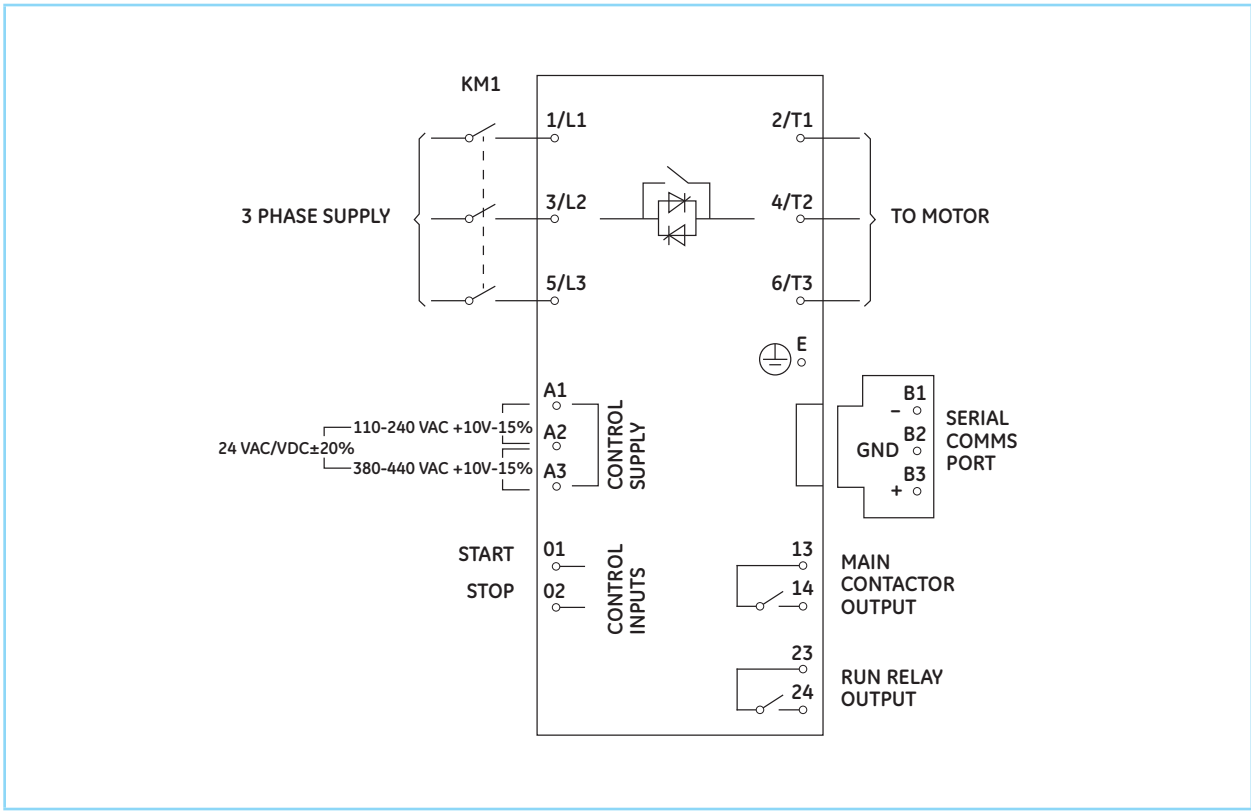 KM1
1/L1
2/T1
3 PHASE SUPPLY
3/L2
4/T2
TO MOTOR
5/L3
6/T3
E
A1
A2
A3
110-240 VAC +10V-15%
24 VAC/VDC±20%
380-440 VAC +10V-15%
CONTROL
SUPPLY
B1
–
B2
GND
B3
+
SERIAL
COMMS
PORT
START
01
STOP
02
CONTROL
INPUTS
13
14
MAIN
CONTACTOR
OUTPUT
23
24
RUN RELAY
OUTPUT